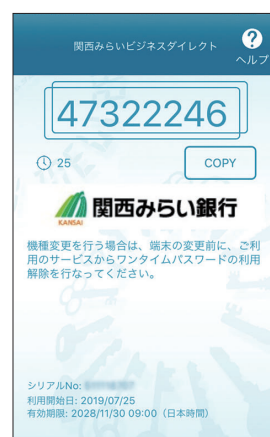 関西みらいビジネスダイレクト
?
ヘルプ
47322246
25
COPY
KANSAI
関西みらい銀行
機種変更を行う場合は、端末の変更前に、ご利
用のサービスからワンタイムパスワードの利用
解除を行なってください。
シリアルNo:
利用開始日: 2019/07/25
有効期限: 2028/11/30 09:00（日本時間）